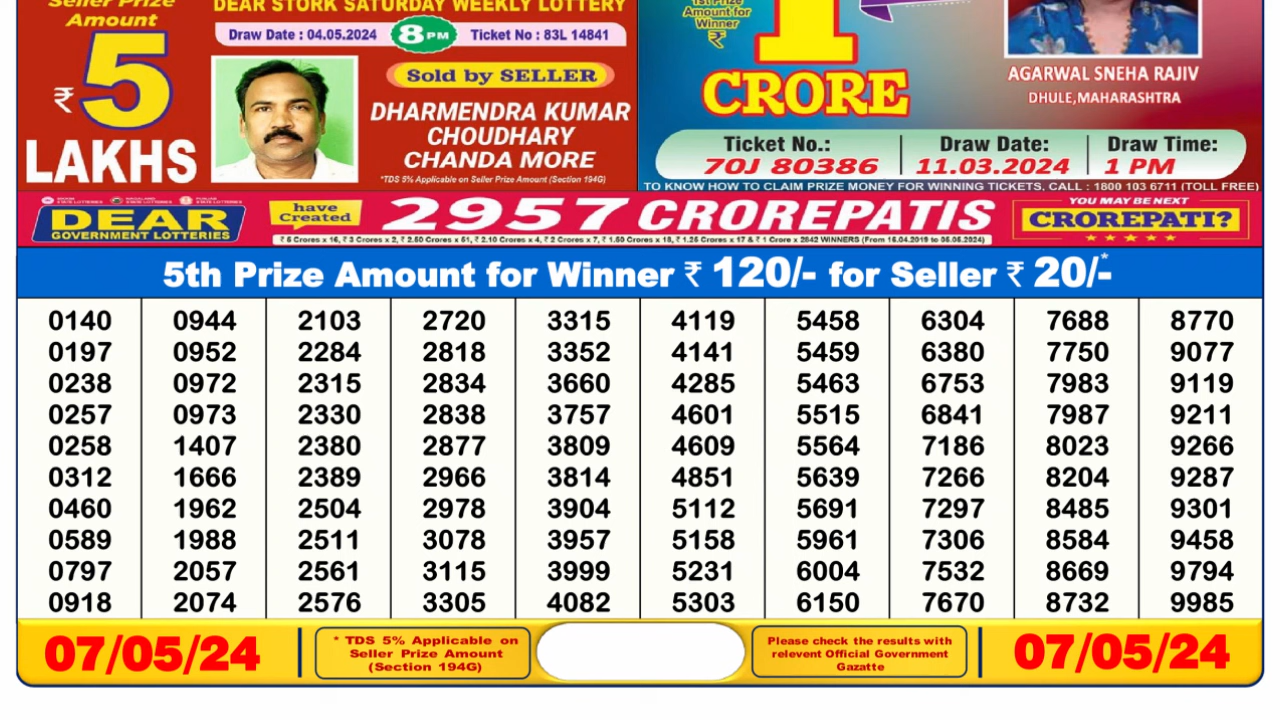 Seller Prize
Amount
₹ 5
LAKHS
DEAR STORK SATURDAY WEEKLY LOTTERY
Draw Date : 04.05.2024 8 PM Ticket No : 83L 14841
Sold by SELLER
DHARMENDRA KUMAR
CHOUDHARY
CHANDA MORE
*TDS 5% Applicable on Seller Prize Amount (Section 194G)
1st Prize
Amount for
Winner
₹
1
CRORE
AGARWAL SNEHA RAJIV
DHULE,MAHARASHTRA
Ticket No.: Draw Date: Draw Time:
70J 80386 11.03.2024 1 PM
TO KNOW HOW TO CLAIM PRIZE MONEY FOR WINNING TICKETS, CALL : 1800 103 6711 (TOLL FREE)
DEAR
GOVERNMENT LOTTERIES
have
Created
2957 CROREPATIS
YOU MAY BE NEXT
CROREPATI?
5th Prize Amount for Winner ₹ 120/- for Seller ₹ 20/-*
0140 0944 2103 2720 3315 4119 5458 6304 7688 8770
0197 0952 2284 2818 3352 4141 5459 6380 7750 9077
0238 0972 2315 2834 3660 4285 5463 6753 7983 9119
0257 0973 2330 2838 3757 4601 5515 6841 7987 9211
0258 1407 2380 2877 3809 4609 5564 7186 8023 9266
0312 1666 2389 2966 3814 4851 5639 7266 8204 9287
0460 1962 2504 2978 3904 5112 5691 7297 8485 9301
0589 1988 2511 3078 3957 5158 5961 7306 8584 9458
0797 2057 2561 3115 3999 5231 6004 7532 8669 9794
0918 2074 2576 3305 4082 5303 6150 7670 8732 9985
07/05/24
* TDS 5% Applicable on
Seller Prize Amount
(Section 194G)
Please check the results with
relevent Official Government
Gazatte
07/05/24